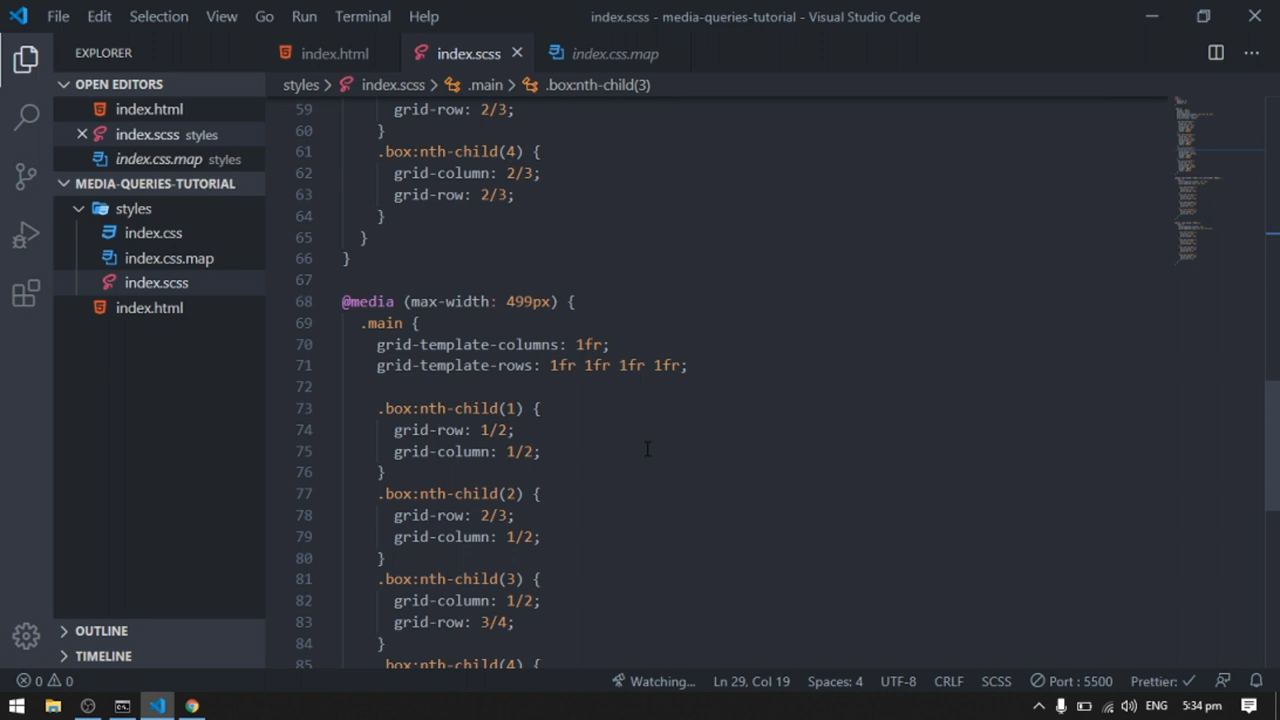 File Edit Selection View Go Run Terminal Help index.scss - media-queries-tutorial - Visual Studio Code
EXPLORER
index.html index.scss index.css.map
OPEN EDITORS
index.html
index.scss styles
index.css.map styles
MEDIA-QUERIES-TUTORIAL
styles
index.css
index.css.map
index.scss
index.html
OUTLINE
TIMELINE
styles > index.scss > .main > .box:nth-child(3)
59 grid-row: 2/3;
60 }
61 .box:nth-child(4) {
62 grid-column: 2/3;
63 grid-row: 2/3;
64 }
65 }
66 }
67
68 @media (max-width: 499px) {
69 .main {
70 grid-template-columns: 1fr;
71 grid-template-rows: 1fr 1fr 1fr 1fr;
72
73 .box:nth-child(1) {
74 grid-row: 1/2;
75 grid-column: 1/2;
76 }
77 .box:nth-child(2) {
78 grid-row: 2/3;
79 grid-column: 1/2;
80 }
81 .box:nth-child(3) {
82 grid-column: 1/2;
83 grid-row: 3/4;
84 }
85 .box:nth-child(4) {
0 0 Watching... Ln 29, Col 19 Spaces: 4 UTF-8 CRLF SCSS Port : 5500 Prettier:
ENG 5:34 pm